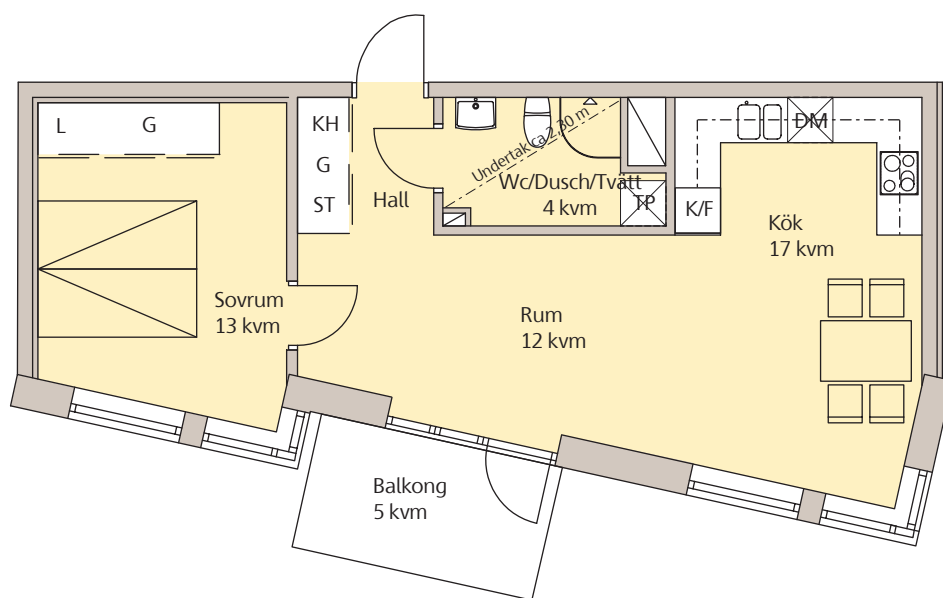 L
G
KH
G
ST
Hall
Undertak ca 2,30 m
Wc/Dusch/Tvätt
4 kvm
TP
K/F
DM
Kök
17 kvm
Sovrum
13 kvm
Rum
12 kvm
Balkong
5 kvm